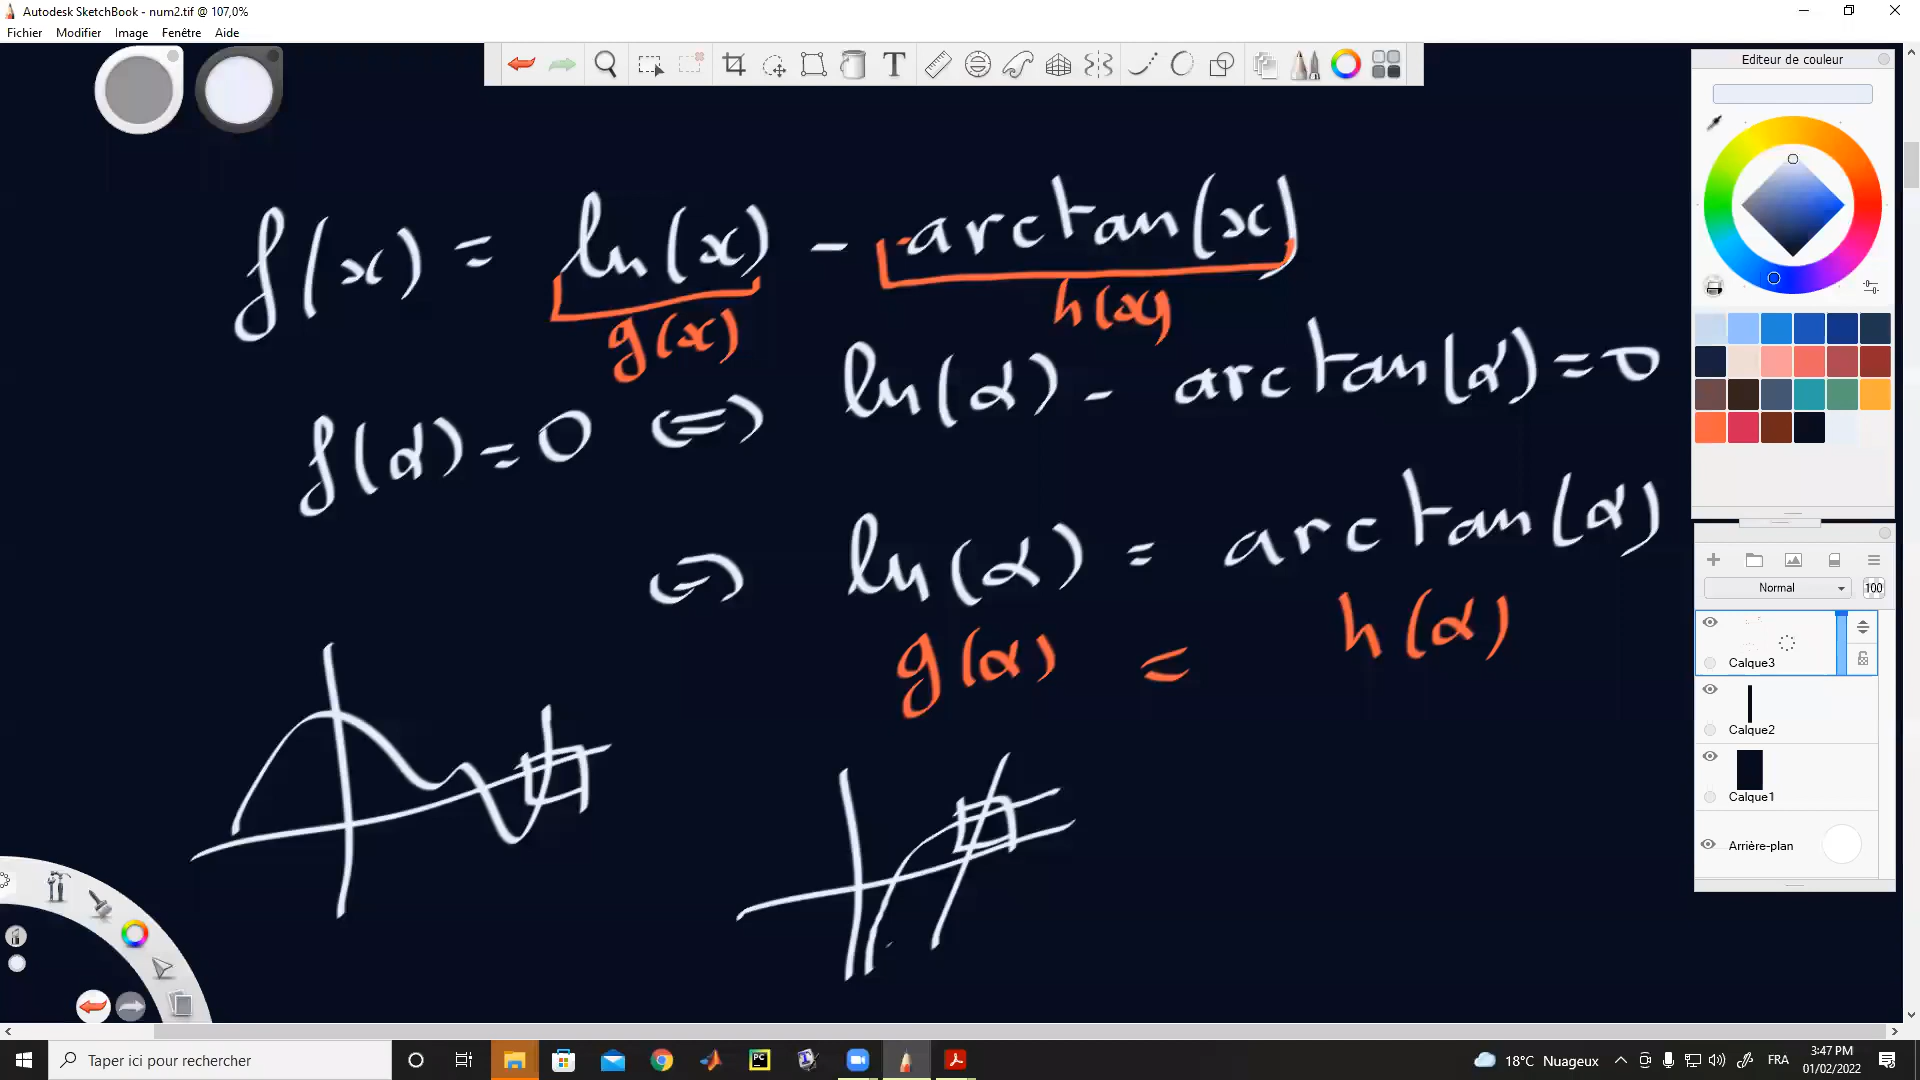 Autodesk SketchBook - num2.tif @ 107,0%
Fichier Modifier Image Fenêtre Aide
Editeur de couleur
f(x) = ln(x) - arctan(x)
g(x) h(x)
f(α)=0 <=> ln(α) - arctan(α)=0
<=> ln(α) = arctan(α)
g(α) = h(α)
Normal 100
Calque3
Calque2
Calque1
Arrière-plan
Taper ici pour rechercher
PC
18°C Nuageux
FRA
3:47 PM
01/02/2022